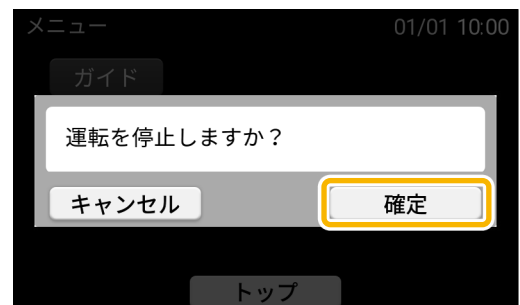 メニュー 01/01 10:00
ガイド
運転を停止しますか？
キャンセル 確定
トップ